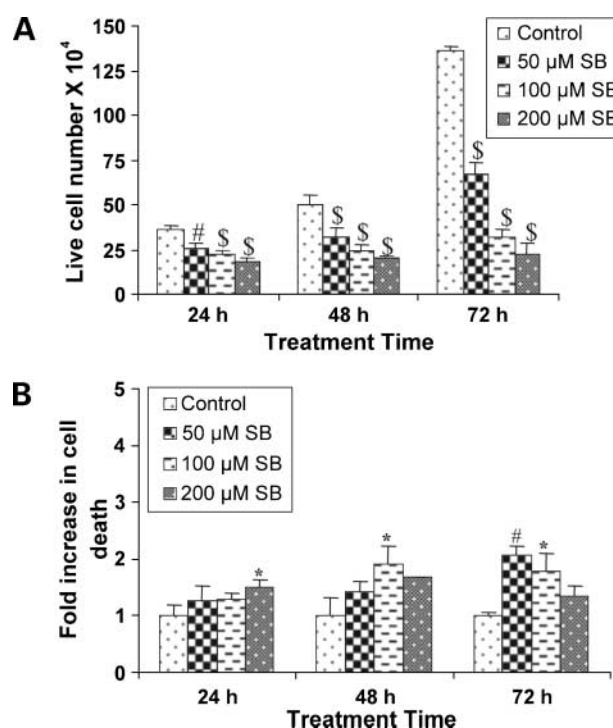 A
Live cell number X 10⁴
150
125
100
75
50
25
0
Control
50 µM SB
100 µM SB
200 µM SB
# $ $
$ $ $
$ $ $
24 h 48 h 72 h
Treatment Time
B
Fold increase in cell
death
5
4
3
2
1
0
Control
50 µM SB
100 µM SB
200 µM SB
*
*
# *
24 h 48 h 72 h
Treatment Time